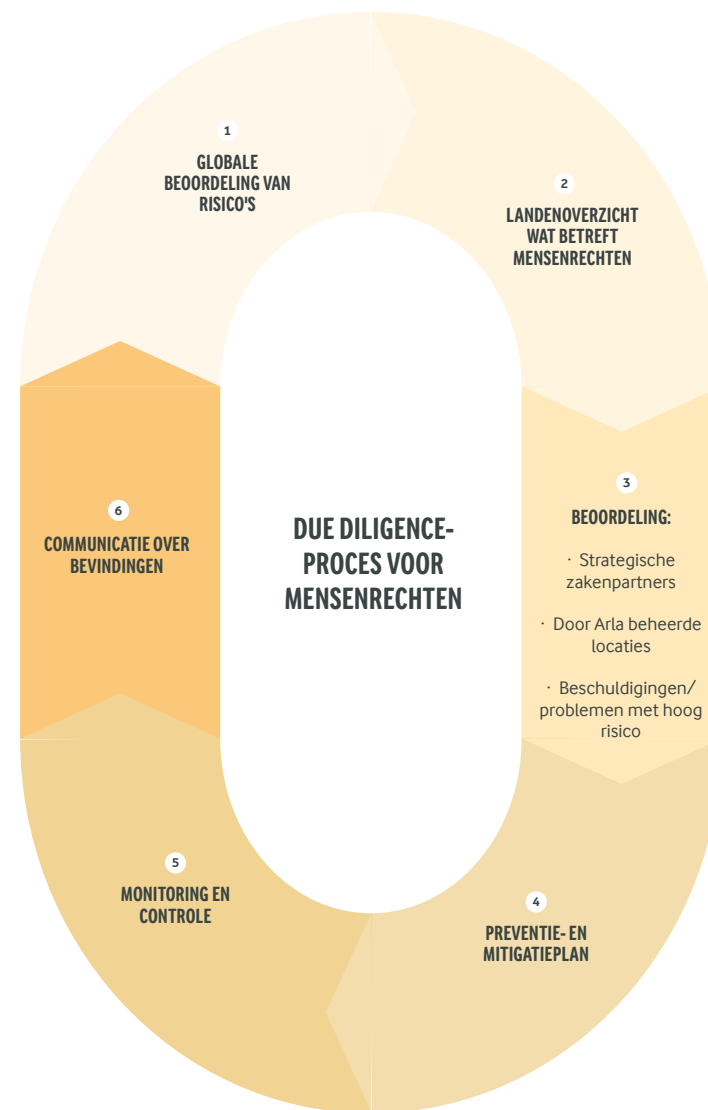 1
GLOBALE
BEOORDELING VAN
RISICO'S
2
LANDENOVERZICHT
WAT BETREFT
MENSENRECHTEN
3
BEOORDELING:
· Strategische
zakenpartners
· Door Arla beheerde
locaties
· Beschuldigingen/
problemen met hoog
risico
4
PREVENTIE- EN
MITIGATIEPLAN
5
MONITORING EN
CONTROLE
6
COMMUNICATIE OVER
BEVINDINGEN
DUE DILIGENCE-
PROCES VOOR
MENSENRECHTEN